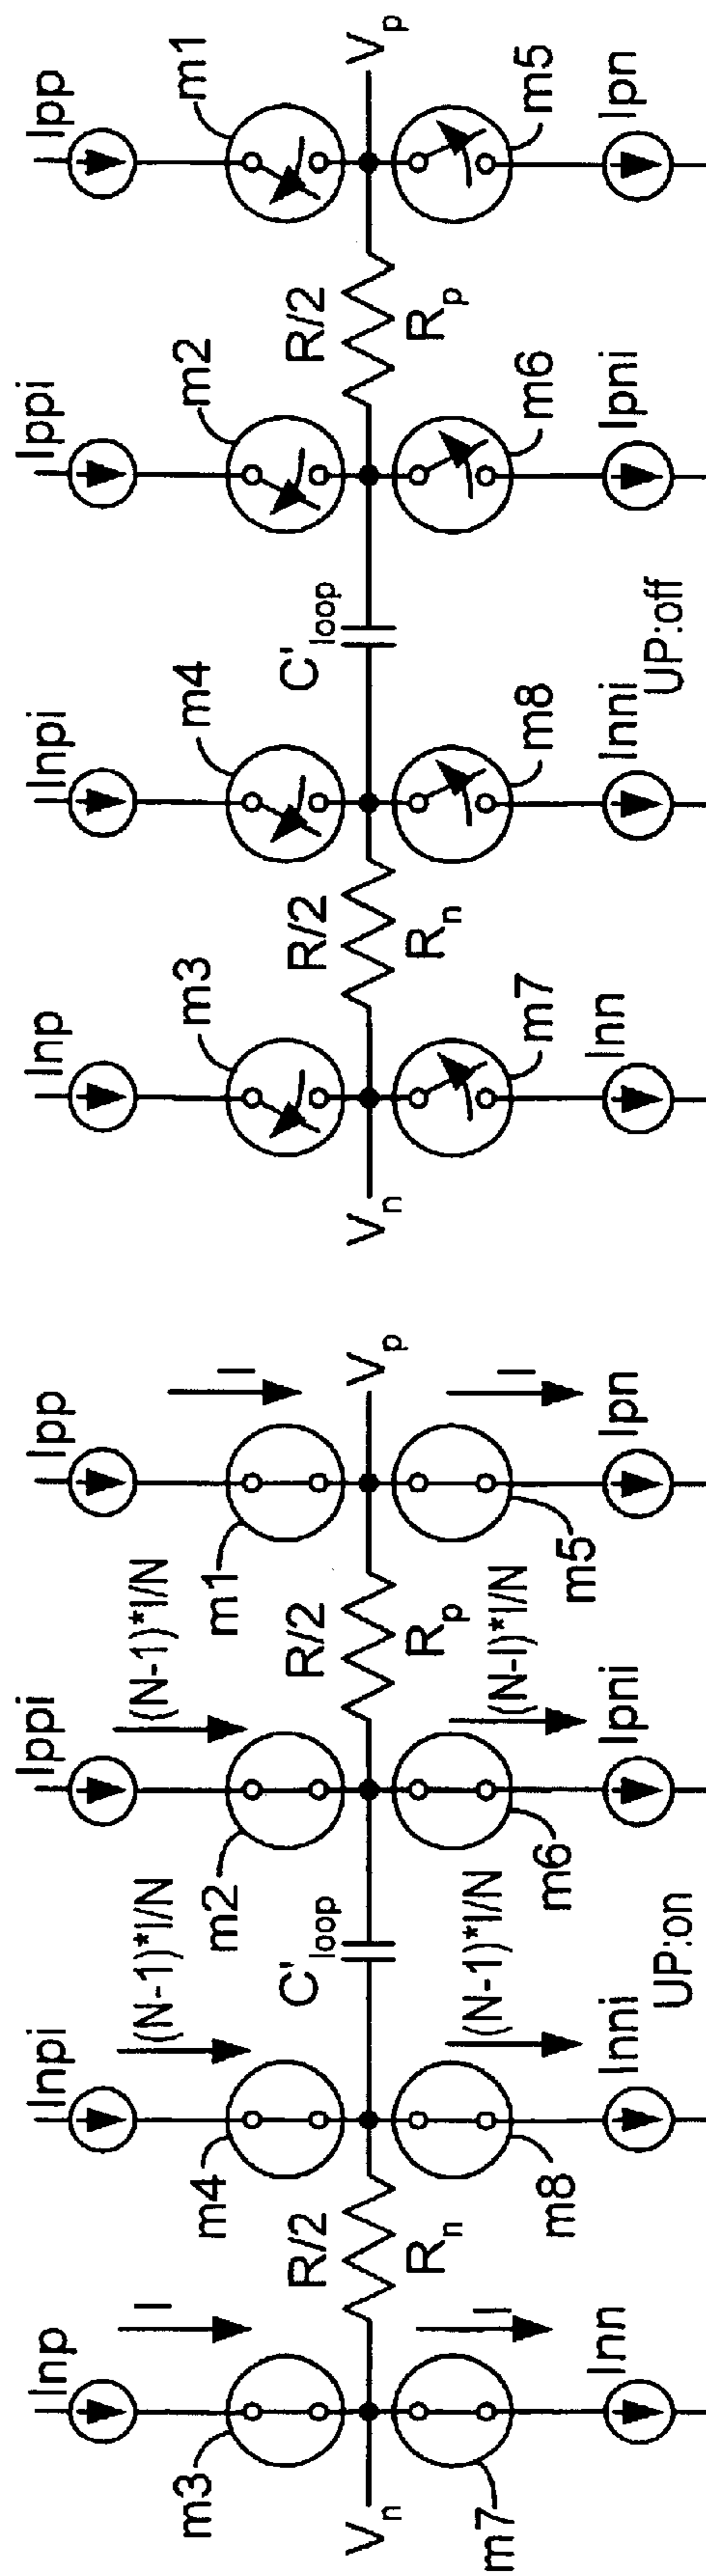 Inp Inpi Ippi Ipp
I (N-1)*I/N (N-1)*I/N I
m3 m4 m2 m1
R/2 C'loop R/2
Vn Rn Rp Vp
m7 m8 m6 m5
I (N-1)*I/N (N-I)*I/N I
Inn Inni Ipni Ipn
UP:on
Inp Inpi Ippi Ipp
m3 m4 m2 m1
R/2 C'loop R/2
Vn Rn Rp Vp
m7 m8 m6 m5
Inn Inni Ipni Ipn
UP:off